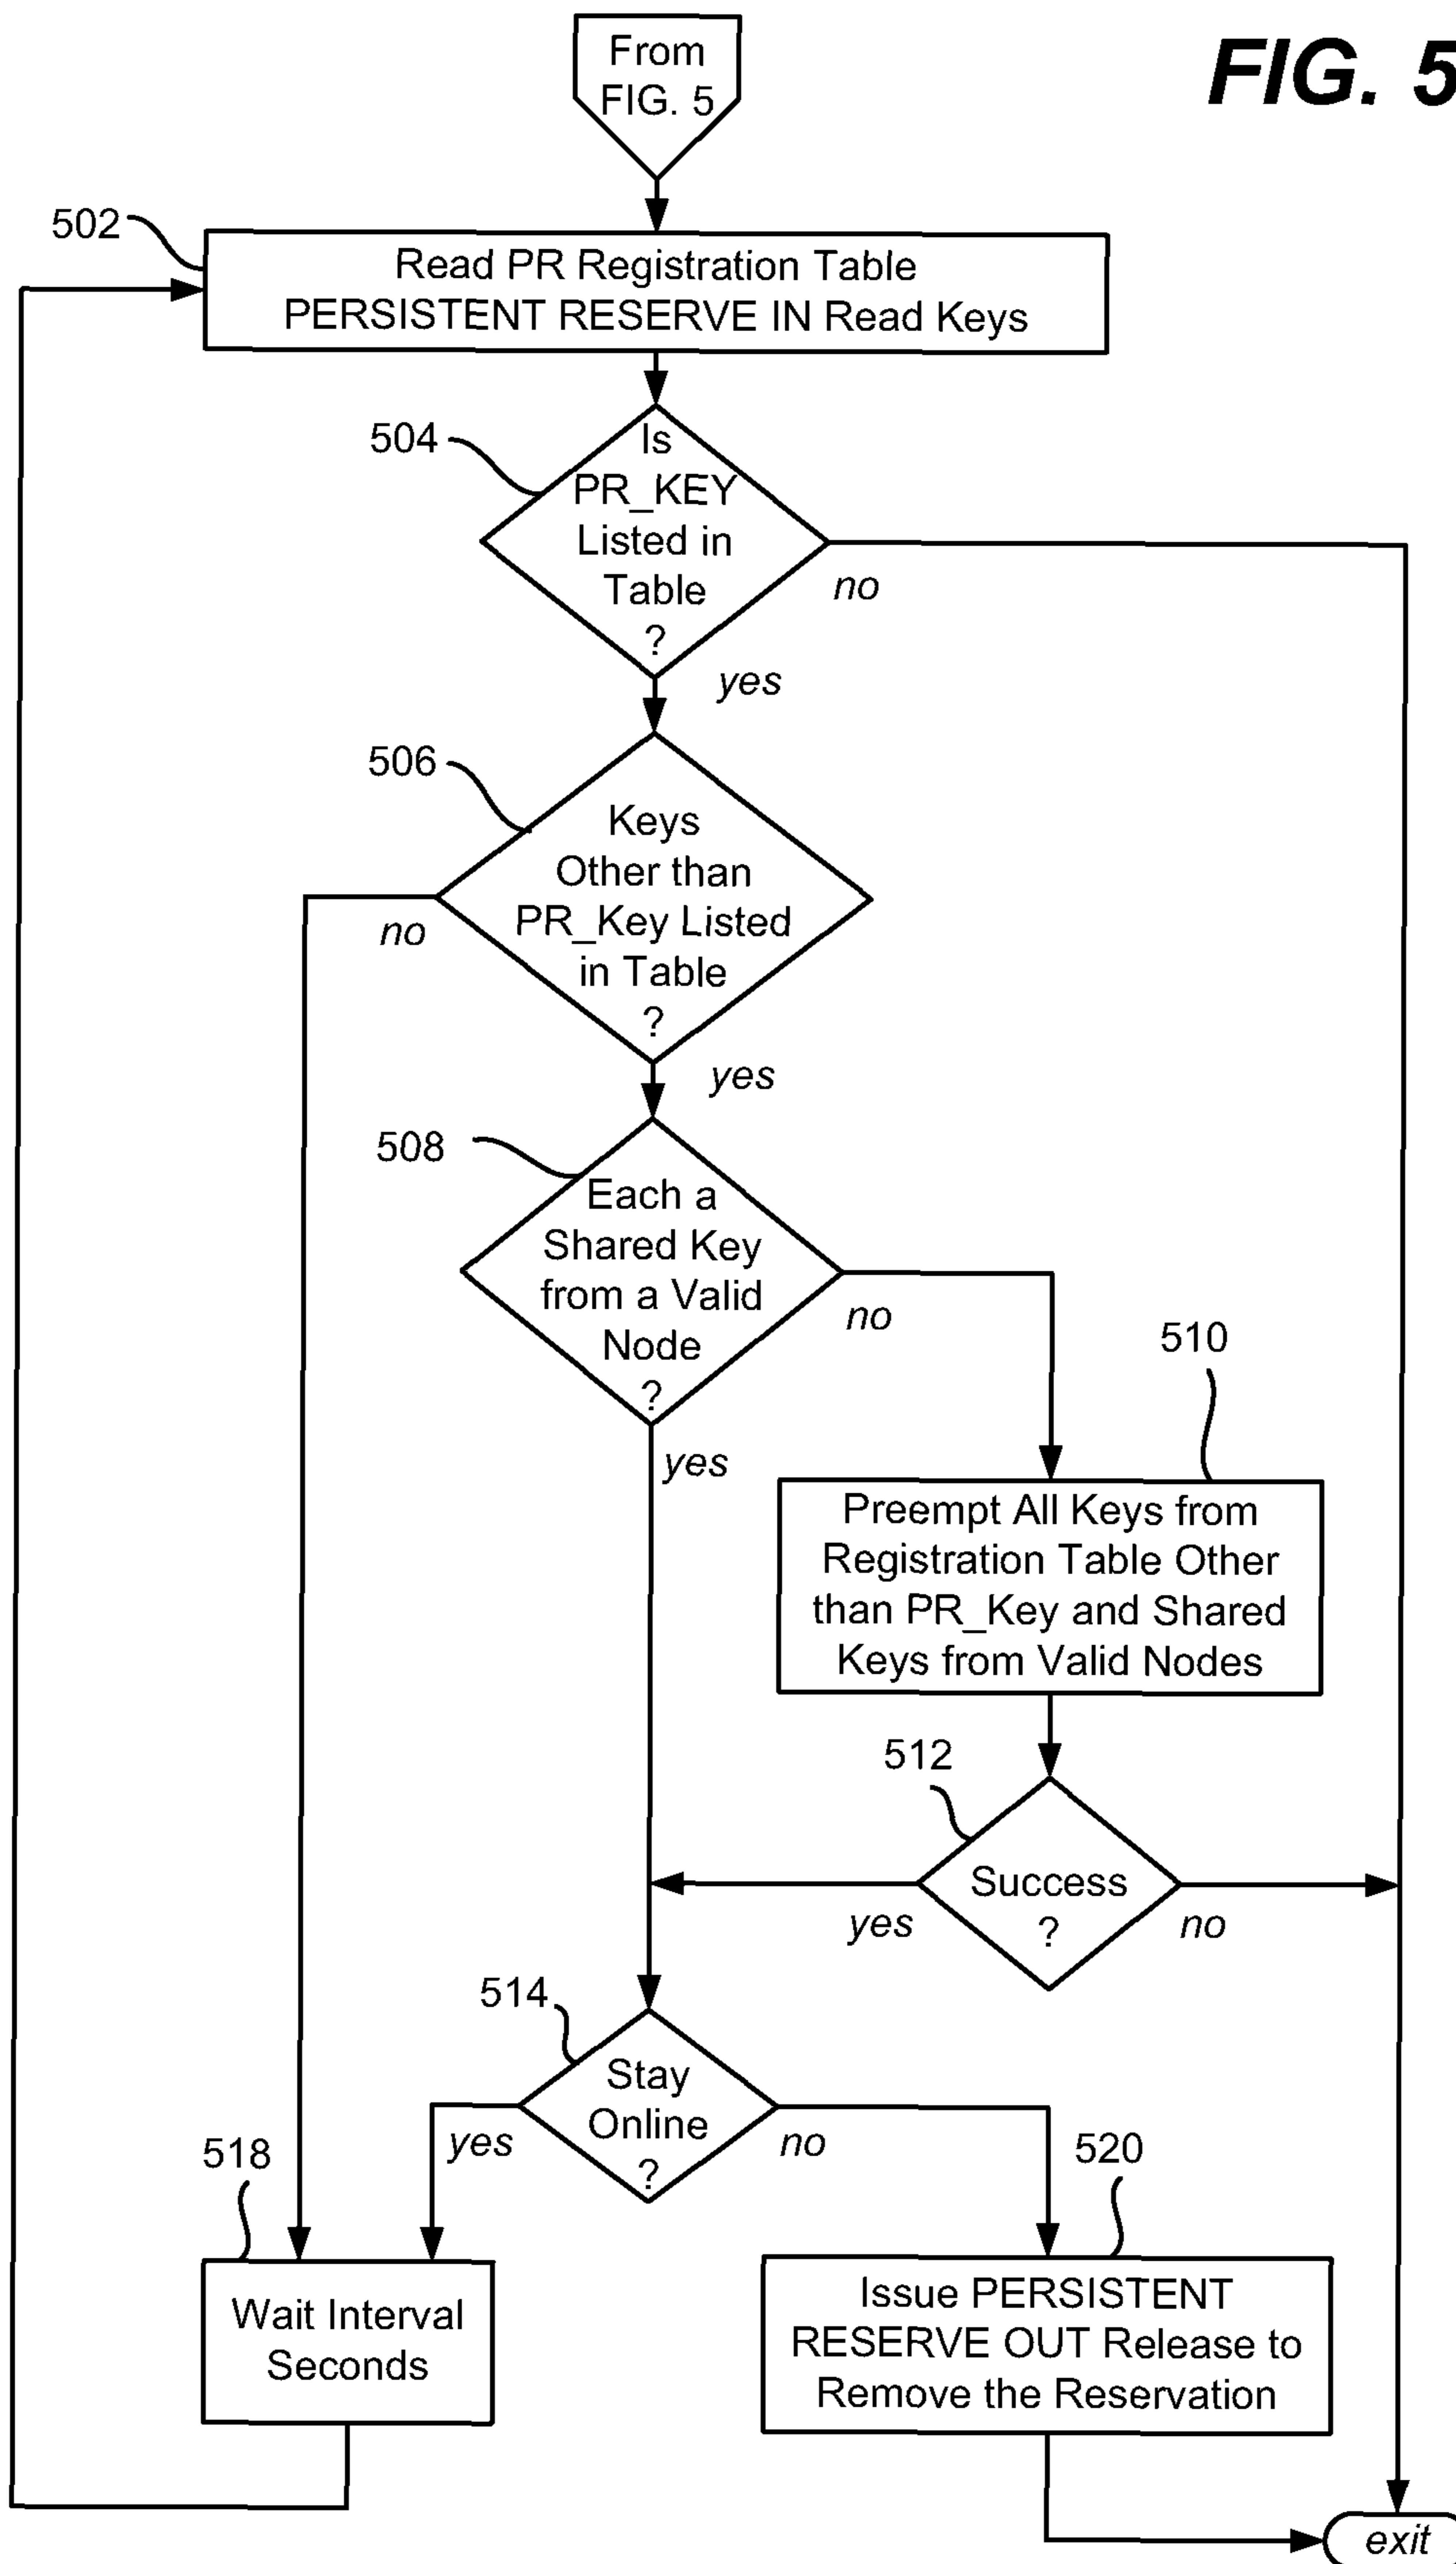 From
FIG. 5
FIG. 5
502
Read PR Registration Table
PERSISTENT RESERVE IN Read Keys
504
Is
PR_KEY
Listed in
Table
?
no
yes
506
Keys
Other than
PR_Key Listed
in Table
?
no
yes
508
Each a
Shared Key
from a Valid
Node
?
no
yes
510
Preempt All Keys from
Registration Table Other
than PR_Key and Shared
Keys from Valid Nodes
512
Success
?
yes
no
514
Stay
Online
?
yes
no
518
Wait Interval
Seconds
520
Issue PERSISTENT
RESERVE OUT Release to
Remove the Reservation
exit